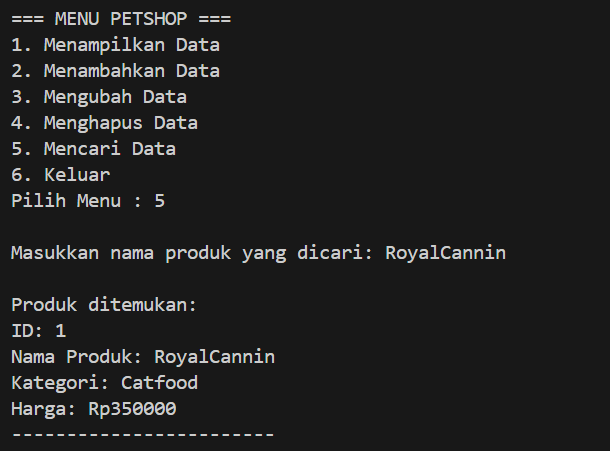 === MENU PETSHOP ===
1. Menampilkan Data
2. Menambahkan Data
3. Mengubah Data
4. Menghapus Data
5. Mencari Data
6. Keluar
Pilih Menu : 5
Masukkan nama produk yang dicari: RoyalCannin
Produk ditemukan:
ID: 1
Nama Produk: RoyalCannin
Kategori: Catfood
Harga: Rp350000
------------------------